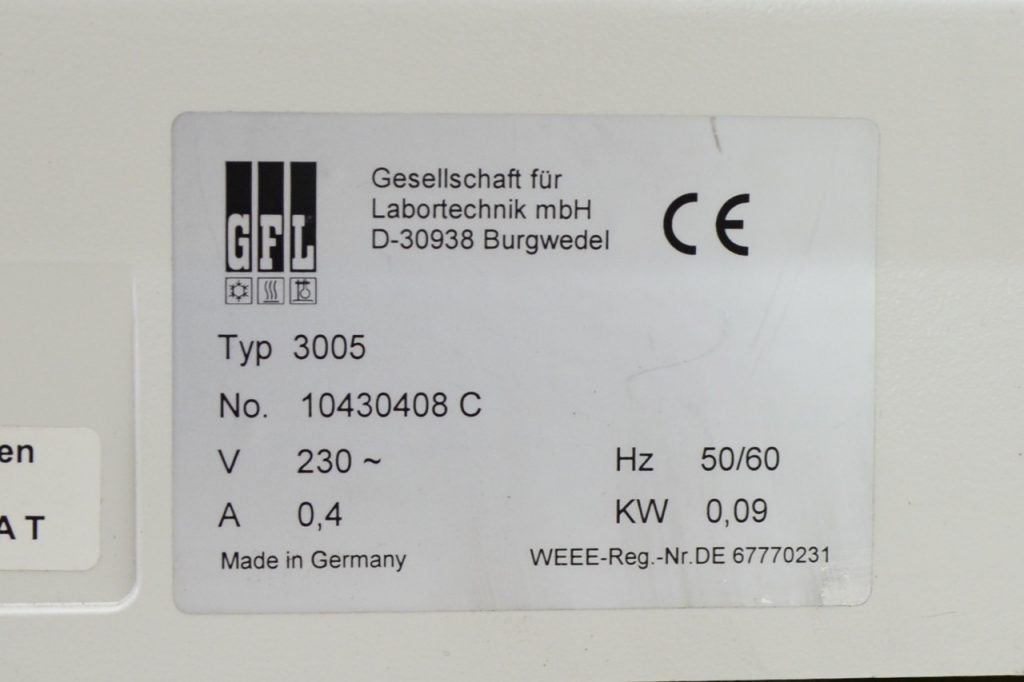 GFL
Gesellschaft für
Labortechnik mbH
D-30938 Burgwedel
CE
Typ 3005
No. 10430408 C
V 230 ~
Hz 50/60
A 0,4
KW 0,09
Made in Germany
WEEE-Reg.-Nr.DE 67770231
en
A T